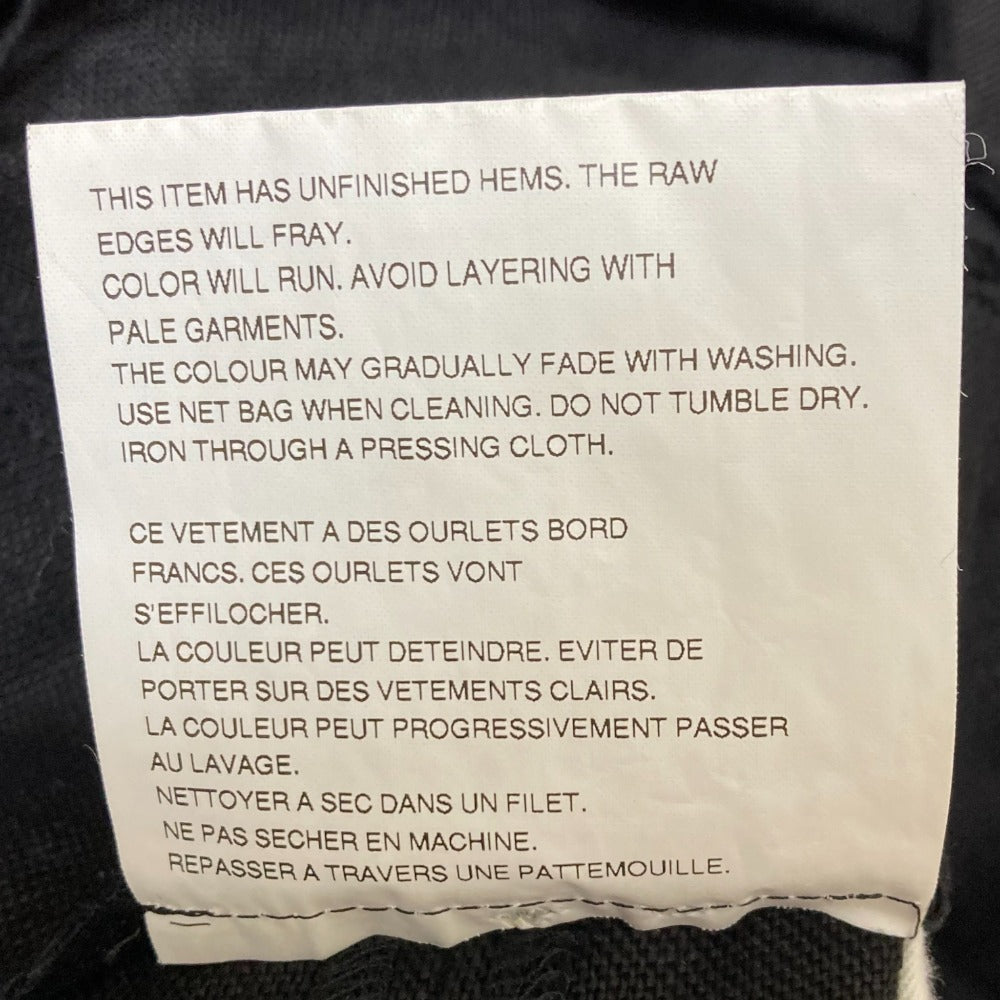 THIS ITEM HAS UNFINISHED HEMS. THE RAW
EDGES WILL FRAY.
COLOR WILL RUN. AVOID LAYERING WITH
PALE GARMENTS.
THE COLOUR MAY GRADUALLY FADE WITH WASHING.
USE NET BAG WHEN CLEANING. DO NOT TUMBLE DRY.
IRON THROUGH A PRESSING CLOTH.
CE VETEMENT A DES OURLETS BORD
FRANCS. CES OURLETS VONT
S'EFFILOCHER.
LA COULEUR PEUT DETEINDRE. EVITER DE
PORTER SUR DES VETEMENTS CLAIRS.
LA COULEUR PEUT PROGRESSIVEMENT PASSER
AU LAVAGE.
NETTOYER A SEC DANS UN FILET.
NE PAS SECHER EN MACHINE.
REPASSER A TRAVERS UNE PATTEMOUILLE.